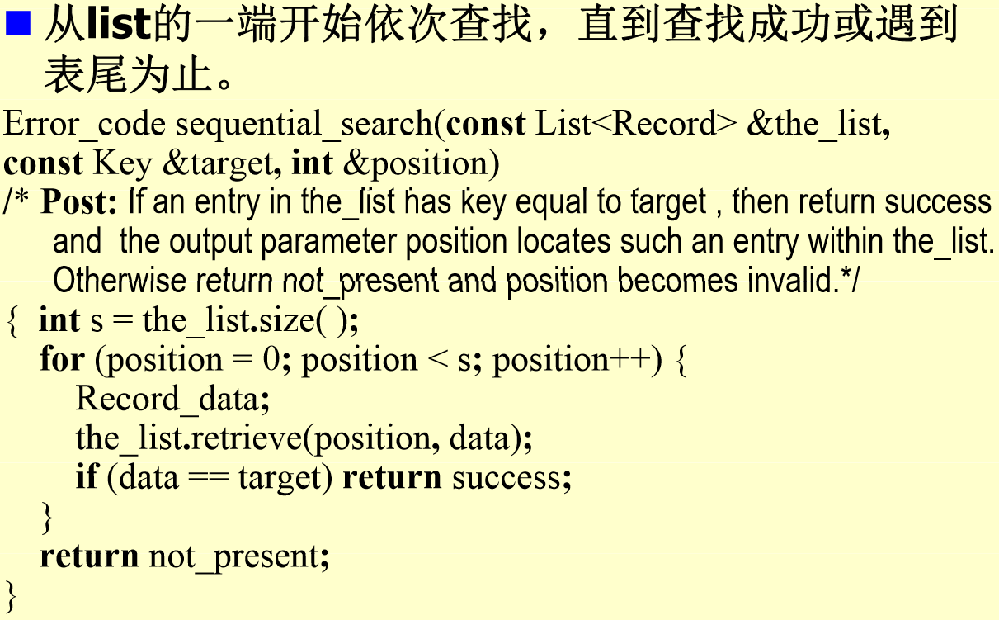 从list的一端开始依次查找，直到查找成功或遇到
表尾为止。
Error_code sequential_search(const List<Record> &the_list,
const Key &target, int &position)
/* Post: If an entry in the_list has key equal to target , then return success
and the output parameter position locates such an entry within the_list.
Otherwise return not_present and position becomes invalid.*/
{ int s = the_list.size( );
for (position = 0; position < s; position++) {
Record_data;
the_list.retrieve(position, data);
if (data == target) return success;
}
return not_present;
}